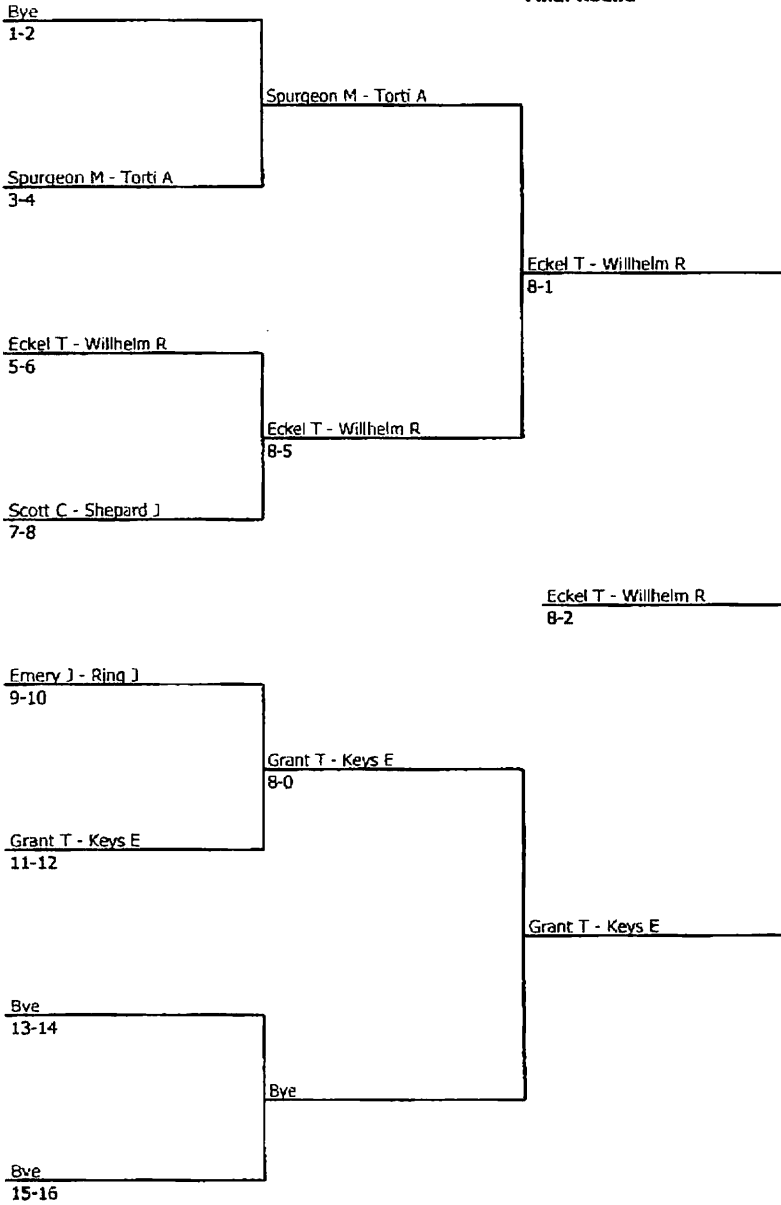 Final Round
Bye
1-2
Spurgeon M - Torti A
Spurgeon M - Torti A
3-4
Eckel T - Willhelm R
8-1
Eckel T - Willhelm R
5-6
Eckel T - Willhelm R
8-5
Scott C - Shepard J
7-8
Eckel T - Willhelm R
8-2
Emery J - Ring J
9-10
Grant T - Keys E
8-0
Grant T - Keys E
11-12
Grant T - Keys E
Bye
13-14
Bye
Bye
15-16